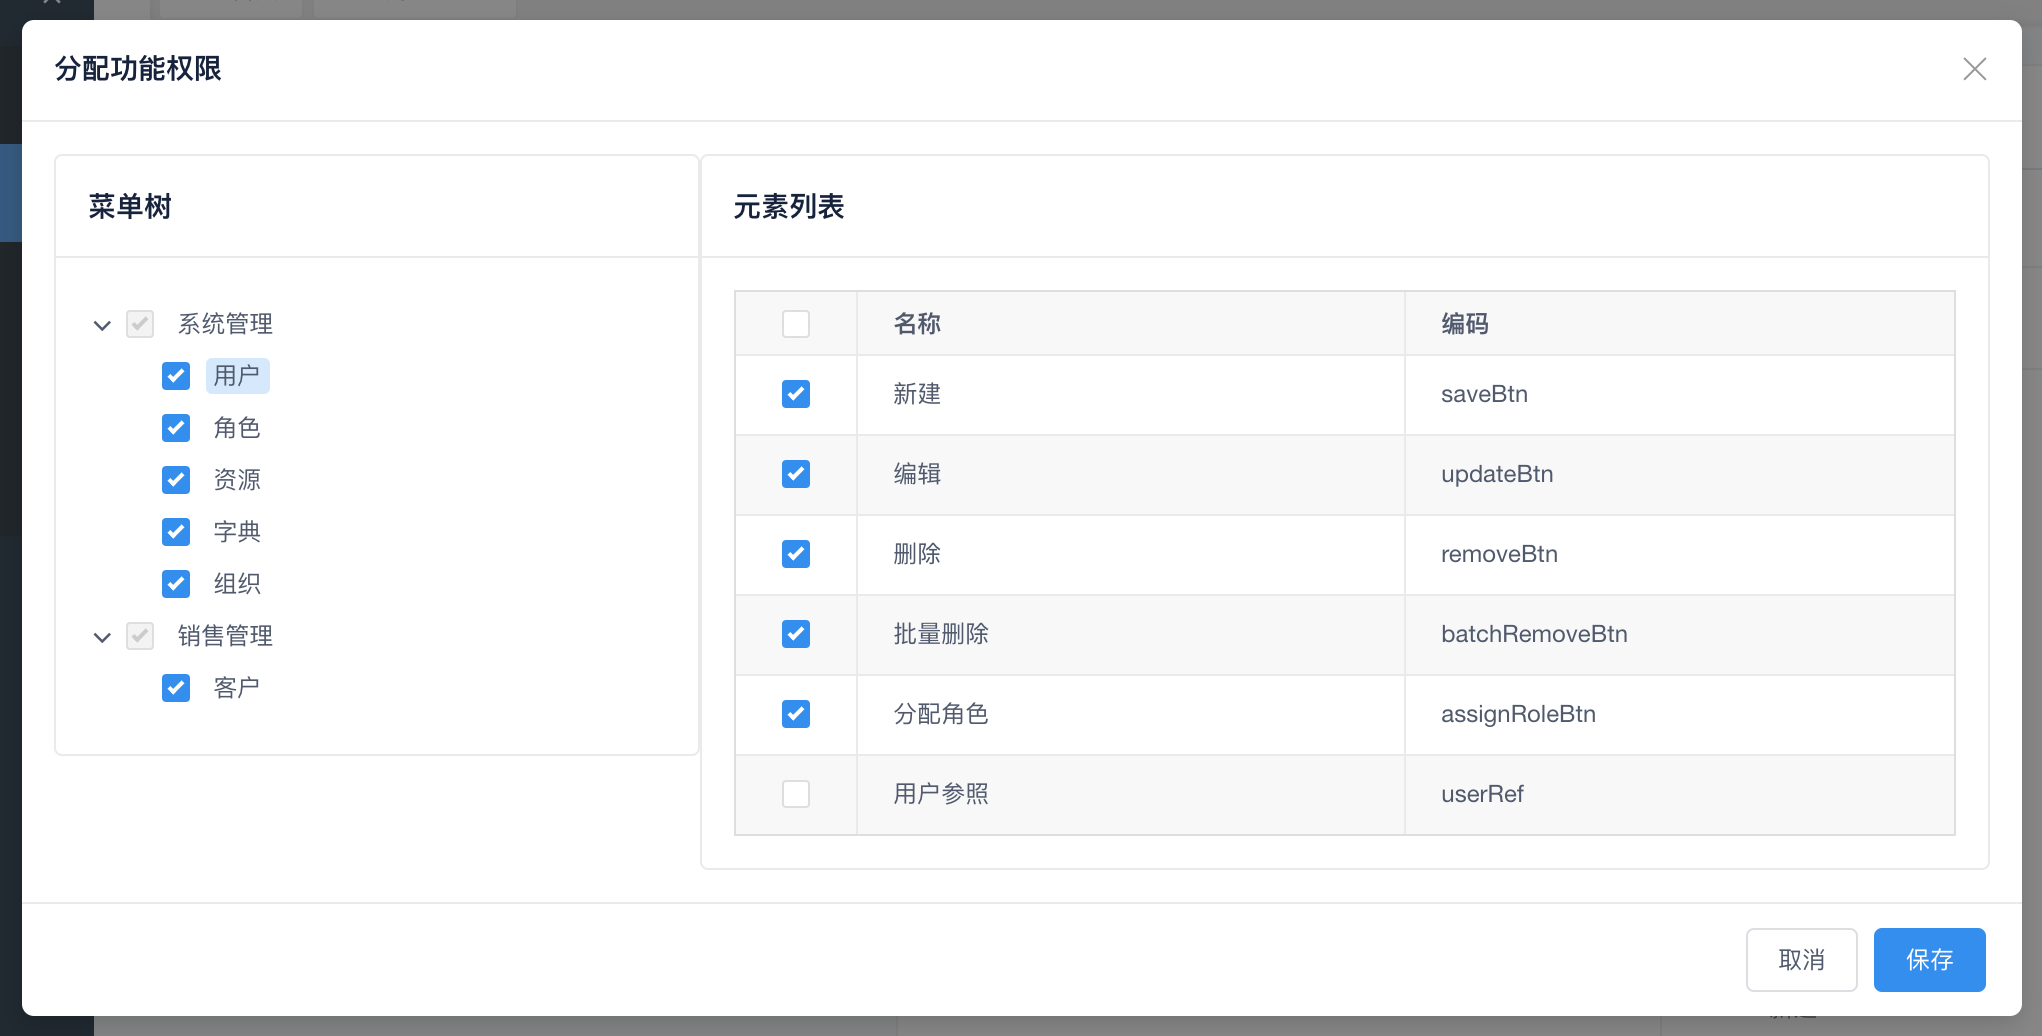 分配功能权限
菜单树
系统管理
用户
角色
资源
字典
组织
销售管理
客户
元素列表
名称 编码
新建 saveBtn
编辑 updateBtn
删除 removeBtn
批量删除 batchRemoveBtn
分配角色 assignRoleBtn
用户参照 userRef
取消 保存